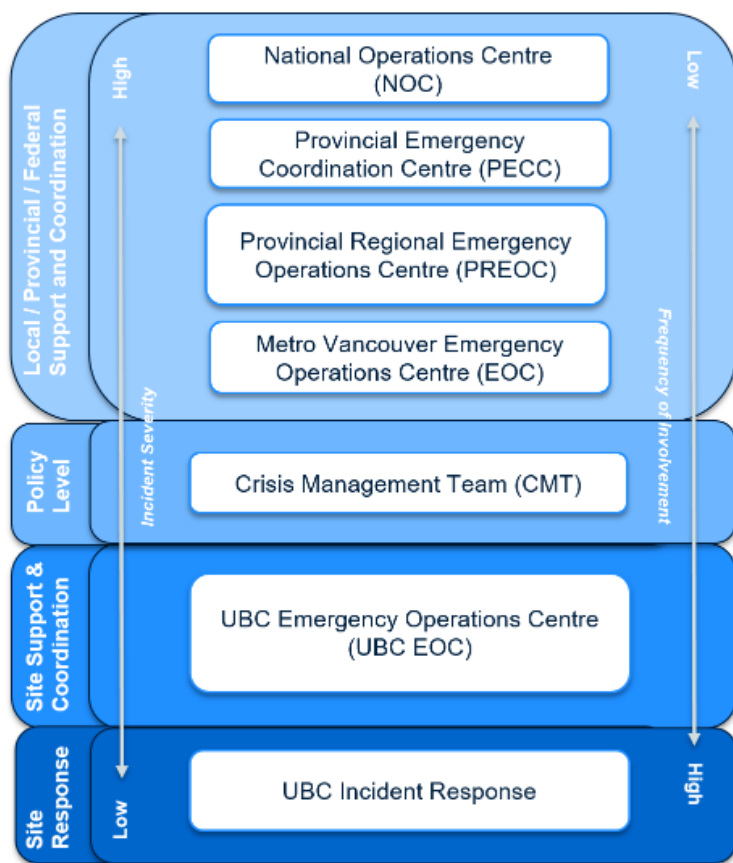 Local / Provincial / Federal
Support and Coordination
High
Low
National Operations Centre
(NOC)
Provincial Emergency
Coordination Centre (PECC)
Provincial Regional Emergency
Operations Centre (PREOC)
Metro Vancouver Emergency
Operations Centre (EOC)
Incident Severity
Frequency of Involvement
Policy
Level
Crisis Management Team (CMT)
Site Support &
Coordination
UBC Emergency Operations Centre
(UBC EOC)
Site
Response
Low
UBC Incident Response
High